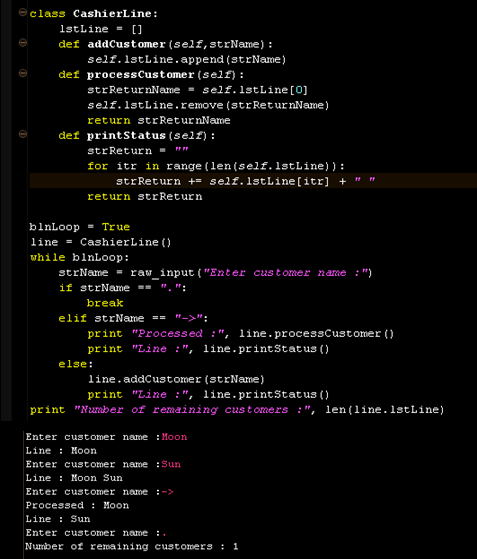 class CashierLine:
    lstLine = []
    def addCustomer(self,strName):
        self.lstLine.append(strName)
    def processCustomer(self):
        strReturnName = self.lstLine[0]
        self.lstLine.remove(strReturnName)
        return strReturnName
    def printStatus(self):
        strReturn = ""
        for itr in range(len(self.lstLine)):
            strReturn += self.lstLine[itr] + " "
        return strReturn

blnLoop = True
line = CashierLine()
while blnLoop:
    strName = raw_input("Enter customer name :")
    if strName == ".":
        break
    elif strName == "->":
        print "Processed :", line.processCustomer()
        print "Line :", line.printStatus()
    else:
        line.addCustomer(strName)
        print "Line :", line.printStatus()
print "Number of remaining customers :", len(line.lstLine)

Enter customer name :Moon
Line : Moon
Enter customer name :Sun
Line : Moon Sun
Enter customer name :->
Processed : Moon
Line : Sun
Enter customer name :.
Number of remaining customers : 1